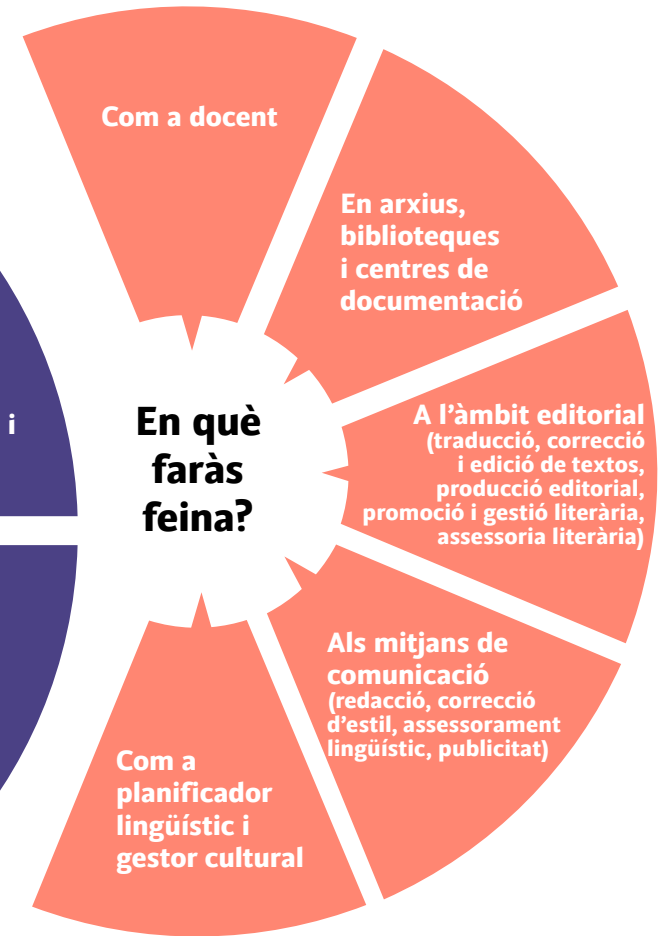 Com a docent
En arxius,
biblioteques
i centres de
documentació
i
En què
faràs
feina?
A l'àmbit editorial
(traducció, correcció
i edició de textos,
producció editorial,
promoció i gestió literària,
assessoria literària)
Als mitjans de
comunicació
(redacció, correcció
d'estil, assessorament
lingüístic, publicitat)
Com a
planificador
lingüístic i
gestor cultural